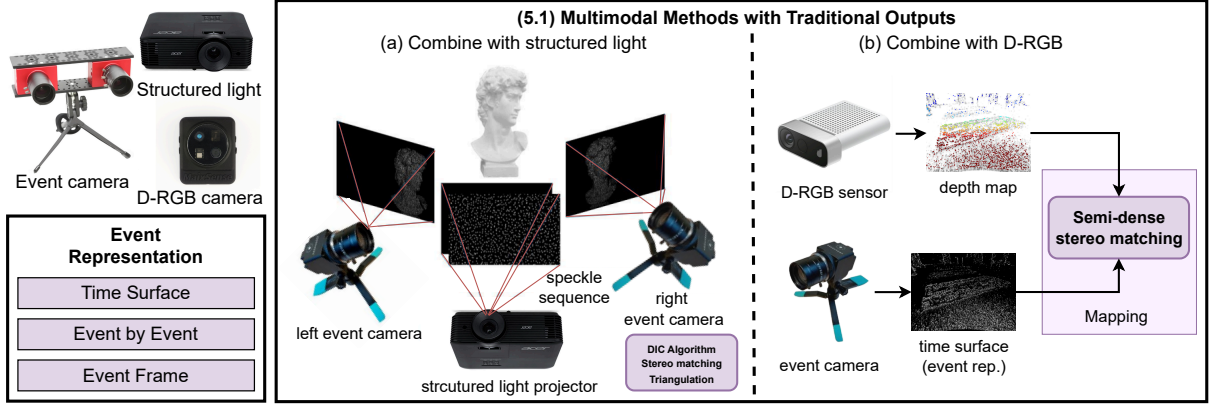 Structured light
Event camera
D-RGB camera
Event
Representation
Time Surface
Event by Event
Event Frame
(5.1) Multimodal Methods with Traditional Outputs
(a) Combine with structured light
speckle
sequence
left event camera
right
event camera
strcutured light projector
DIC Algorithm
Stereo matching
Triangulation
(b) Combine with D-RGB
D-RGB sensor
depth map
Semi-dense
stereo matching
Mapping
event camera
time surface
(event rep.)